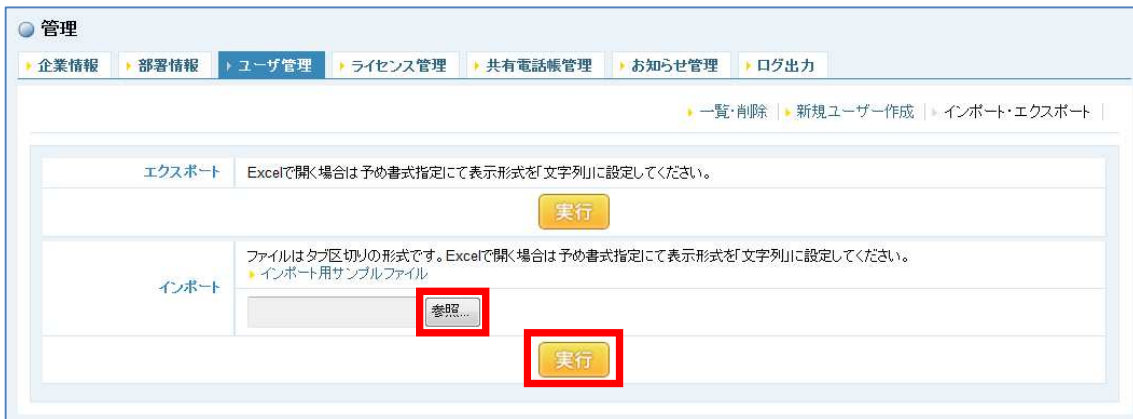 管理
企業情報 部署情報 ユーザ管理 ライセンス管理 共有電話帳管理 お知らせ管理 ログ出力
一覧・削除 | 新規ユーザー作成 | インポート・エクスポート |
エクスポート Excelで開く場合は予め書式指定にて表示形式を「文字列」に設定してください。
実行
ファイルはタブ区切りの形式です。Excelで開く場合は予め書式指定にて表示形式を「文字列」に設定してください。
インポート用サンプルファイル
インポート
参照...
実行